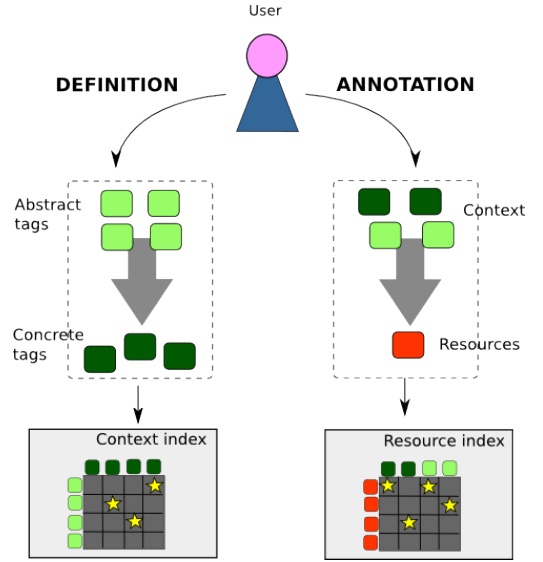 User
DEFINITION
ANNOTATION
Abstract
tags
Context
Concrete
tags
Resources
Context index
Resource index